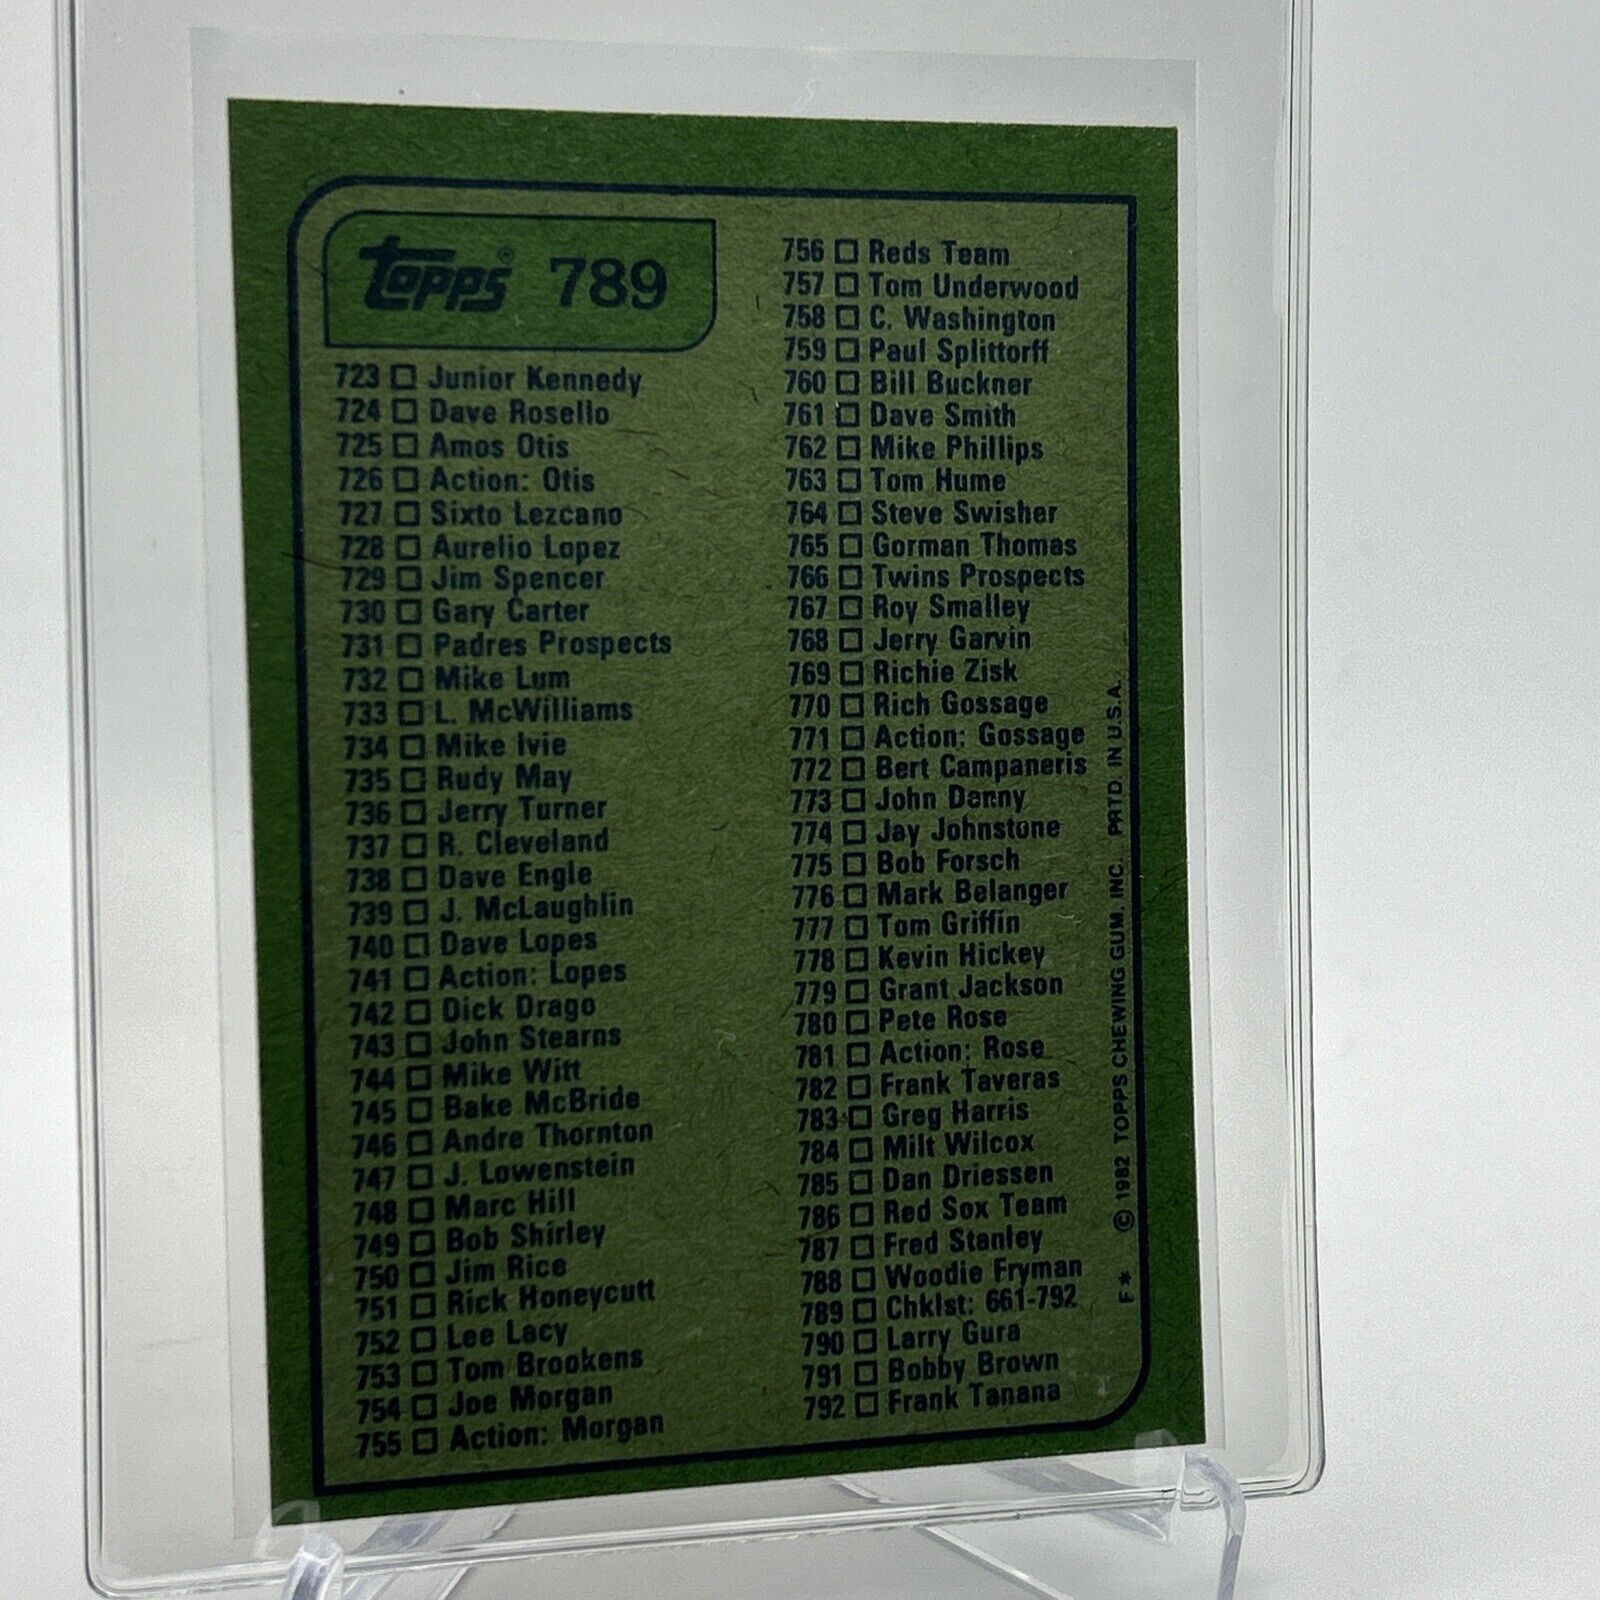 Topps® 789
723 □ Junior Kennedy
724 □ Dave Rosello
725 □ Amos Otis
726 □ Action: Otis
727 □ Sixto Lezcano
728 □ Aurelio Lopez
729 □ Jim Spencer
730 □ Gary Carter
731 □ Padres Prospects
732 □ Mike Lum
733 □ L. McWilliams
734 □ Mike Ivie
735 □ Rudy May
736 □ Jerry Turner
737 □ R. Cleveland
738 □ Dave Engle
739 □ J. McLaughlin
740 □ Dave Lopes
741 □ Action: Lopes
742 □ Dick Drago
743 □ John Stearns
744 □ Mike Witt
745 □ Bake McBride
746 □ Andre Thornton
747 □ J. Lowenstein
748 □ Marc Hill
749 □ Bob Shirley
750 □ Jim Rice
751 □ Rick Honeycutt
752 □ Lee Lacy
753 □ Tom Brookens
754 □ Joe Morgan
755 □ Action: Morgan
756 □ Reds Team
757 □ Tom Underwood
758 □ C. Washington
759 □ Paul Splittorff
760 □ Bill Buckner
761 □ Dave Smith
762 □ Mike Phillips
763 □ Tom Hume
764 □ Steve Swisher
765 □ Gorman Thomas
766 □ Twins Prospects
767 □ Roy Smalley
768 □ Jerry Garvin
769 □ Richie Zisk
770 □ Rich Gossage
771 □ Action: Gossage
772 □ Bert Campaneris
773 □ John Denny
774 □ Jay Johnstone
775 □ Bob Forsch
776 □ Mark Belanger
777 □ Tom Griffin
778 □ Kevin Hickey
779 □ Grant Jackson
780 □ Pete Rose
781 □ Action: Rose
782 □ Frank Taveras
783 □ Greg Harris
784 □ Milt Wilcox
785 □ Dan Driessen
786 □ Red Sox Team
787 □ Fred Stanley
788 □ Woodie Fryman
789 □ Chklst: 661-792
790 □ Larry Gura
791 □ Bobby Brown
792 □ Frank Tanana
F* © 1982 TOPPS CHEWING GUM, INC. PRTD. IN U.S.A.